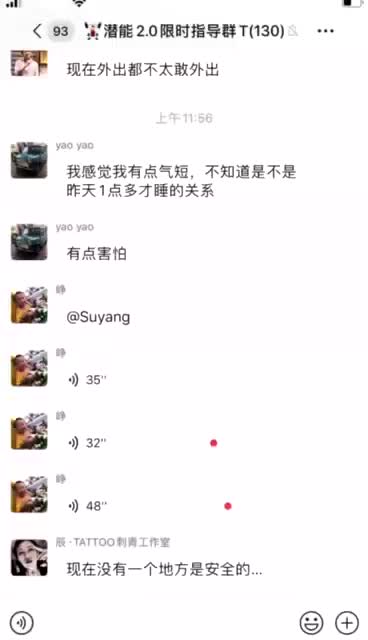 93 潜能2.0限时指导群T(130)
现在外出都不太敢外出
上午11:56
yao yao
我感觉我有点气短，不知道是不是
昨天1点多才睡的关系
yao yao
有点害怕
峥
@Suyang
峥
35"
峥
32"
峥
48"
辰·TATTOO刺青工作室
现在没有一个地方是安全的...